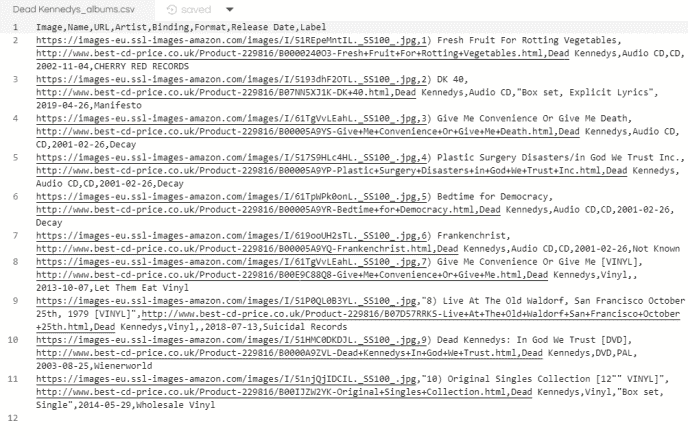 Dead Kennedys_albums.csv saved
1 Image,Name,URL,Artist,Binding,Format,Release Date,Label
2 https://images-eu.ssl-images-amazon.com/images/I/51REpeMntIL._SS100_.jpg,1) Fresh Fruit For Rotting Vegetables,
http://www.best-cd-price.co.uk/Product-229816/B0000240O3-Fresh+Fruit+For+Rotting+Vegetables.html,Dead Kennedys,Audio CD,CD,
2002-11-04,CHERRY RED RECORDS
3 https://images-eu.ssl-images-amazon.com/images/I/5193dhF2OTL._SS100_.jpg,2) DK 40,
http://www.best-cd-price.co.uk/Product-229816/B07NN5XJ1K-DK+40.html,Dead Kennedys,Audio CD,"Box set, Explicit Lyrics",
2019-04-26,Manifesto
4 https://images-eu.ssl-images-amazon.com/images/I/61TgVvLEahL._SS100_.jpg,3) Give Me Convenience Or Give Me Death,
http://www.best-cd-price.co.uk/Product-229816/B00005A9YS-Give+Me+Convenience+Or+Give+Me+Death.html,Dead Kennedys,Audio CD,
CD,2001-02-26,Decay
5 https://images-eu.ssl-images-amazon.com/images/I/517S9HLc4HL._SS100_.jpg,4) Plastic Surgery Disasters/in God We Trust Inc.,
http://www.best-cd-price.co.uk/Product-229816/B00005A9YP-Plastic+Surgery+Disasters+in+God+We+Trust+Inc.html,Dead Kennedys,
Audio CD,CD,2001-02-26,Decay
6 https://images-eu.ssl-images-amazon.com/images/I/61TpWPk0onL._SS100_.jpg,5) Bedtime for Democracy,
http://www.best-cd-price.co.uk/Product-229816/B00005A9YR-Bedtime+for+Democracy.html,Dead Kennedys,Audio CD,CD,2001-02-26,
Decay
7 https://images-eu.ssl-images-amazon.com/images/I/619ooUH2sTL._SS100_.jpg,6) Frankenchrist,
http://www.best-cd-price.co.uk/Product-229816/B00005A9YQ-Frankenchrist.html,Dead Kennedys,Audio CD,CD,2001-02-26,Not Known
8 https://images-eu.ssl-images-amazon.com/images/I/61TgVvLEahL._SS100_.jpg,7) Give Me Convenience Or Give Me [VINYL],
http://www.best-cd-price.co.uk/Product-229816/B00E9C88Q8-Give+Me+Convenience+Or+Give+Me.html,Dead Kennedys,Vinyl,,
2013-10-07,Let Them Eat Vinyl
9 https://images-eu.ssl-images-amazon.com/images/I/51P0QL0B3YL._SS100_.jpg,"8) Live At The Old Waldorf, San Francisco October
25th, 1979 [VINYL]",http://www.best-cd-price.co.uk/Product-229816/B07D57RRKS-Live+At+The+Old+Waldorf+San+Francisco+October
+25th.html,Dead Kennedys,Vinyl,,2018-07-13,Suicidal Records
10 https://images-eu.ssl-images-amazon.com/images/I/51HMC0DKDJL._SS100_.jpg,9) Dead Kennedys: In God We Trust [DVD],
http://www.best-cd-price.co.uk/Product-229816/B0000A9ZVL-Dead+Kennedys+In+God+We+Trust.html,Dead Kennedys,DVD,PAL,
2003-08-25,Wienerworld
11 https://images-eu.ssl-images-amazon.com/images/I/51njQjIDCIL._SS100_.jpg,"10) Original Singles Collection [12"" VINYL]",
http://www.best-cd-price.co.uk/Product-229816/B00IJZW2YK-Original+Singles+Collection.html,Dead Kennedys,Vinyl,"Box set,
Single",2014-05-29,Wholesale Vinyl
12